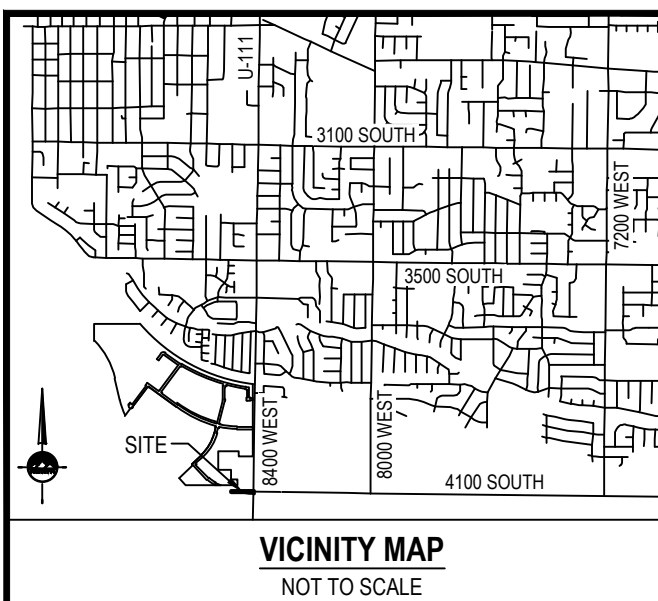 U-111
3100 SOUTH
7200 WEST
3500 SOUTH
8400 WEST
8000 WEST
SITE
4100 SOUTH
VICINITY MAP
NOT TO SCALE